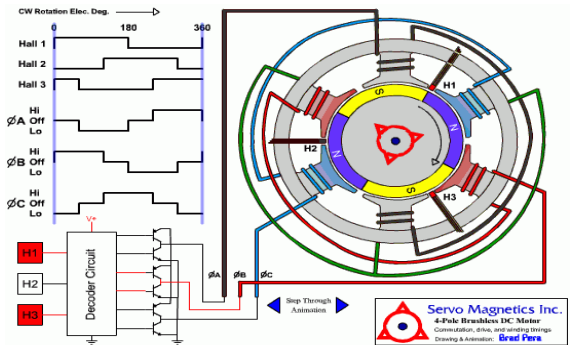 CW Rotation Elec. Deg.
0 180 360
Hall 1
Hall 2
Hall 3
Hi
ØA Off
Lo
Hi
ØB Off
Lo
Hi
ØC Off
Lo
V+
H1
H2
H3
Decoder Circuit
ØA ØB ØC
S
N
N
S
H1
H2
H3
Step Through
Animation
Servo Magnetics Inc.
4-Pole Brushless DC Motor
Commutation, drive, and winding timings
Drawing & Animation: Brad Pera